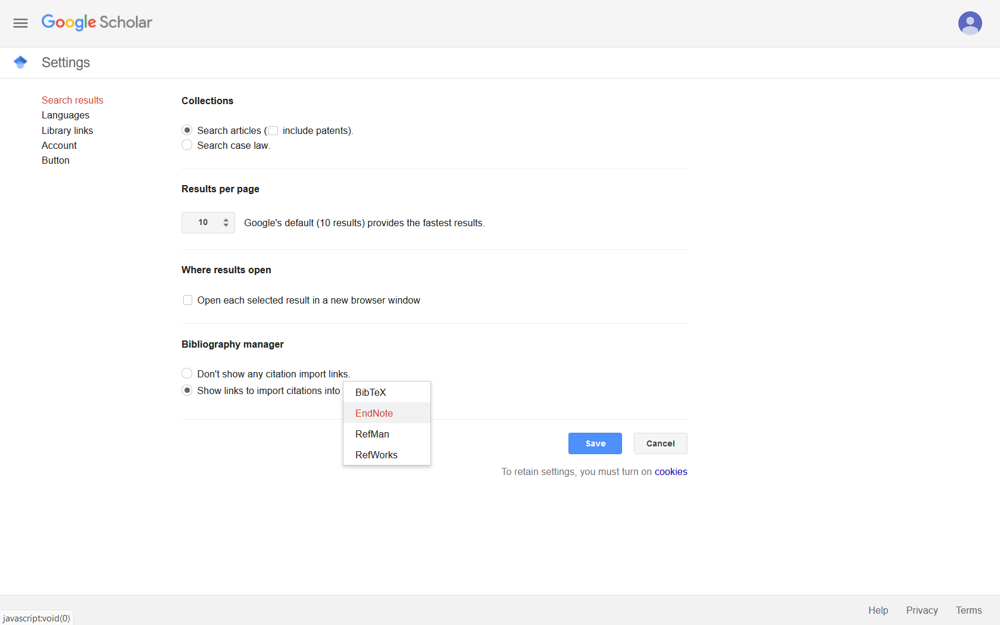 Google Scholar
Settings
Search results
Languages
Library links
Account
Button
Collections
Search articles ( include patents).
Search case law.
Results per page
10 Google's default (10 results) provides the fastest results.
Where results open
Open each selected result in a new browser window
Bibliography manager
Don't show any citation import links.
Show links to import citations into
BibTeX
EndNote
RefMan
RefWorks
Save Cancel
To retain settings, you must turn on cookies
Help Privacy Terms
javascript:void(0)